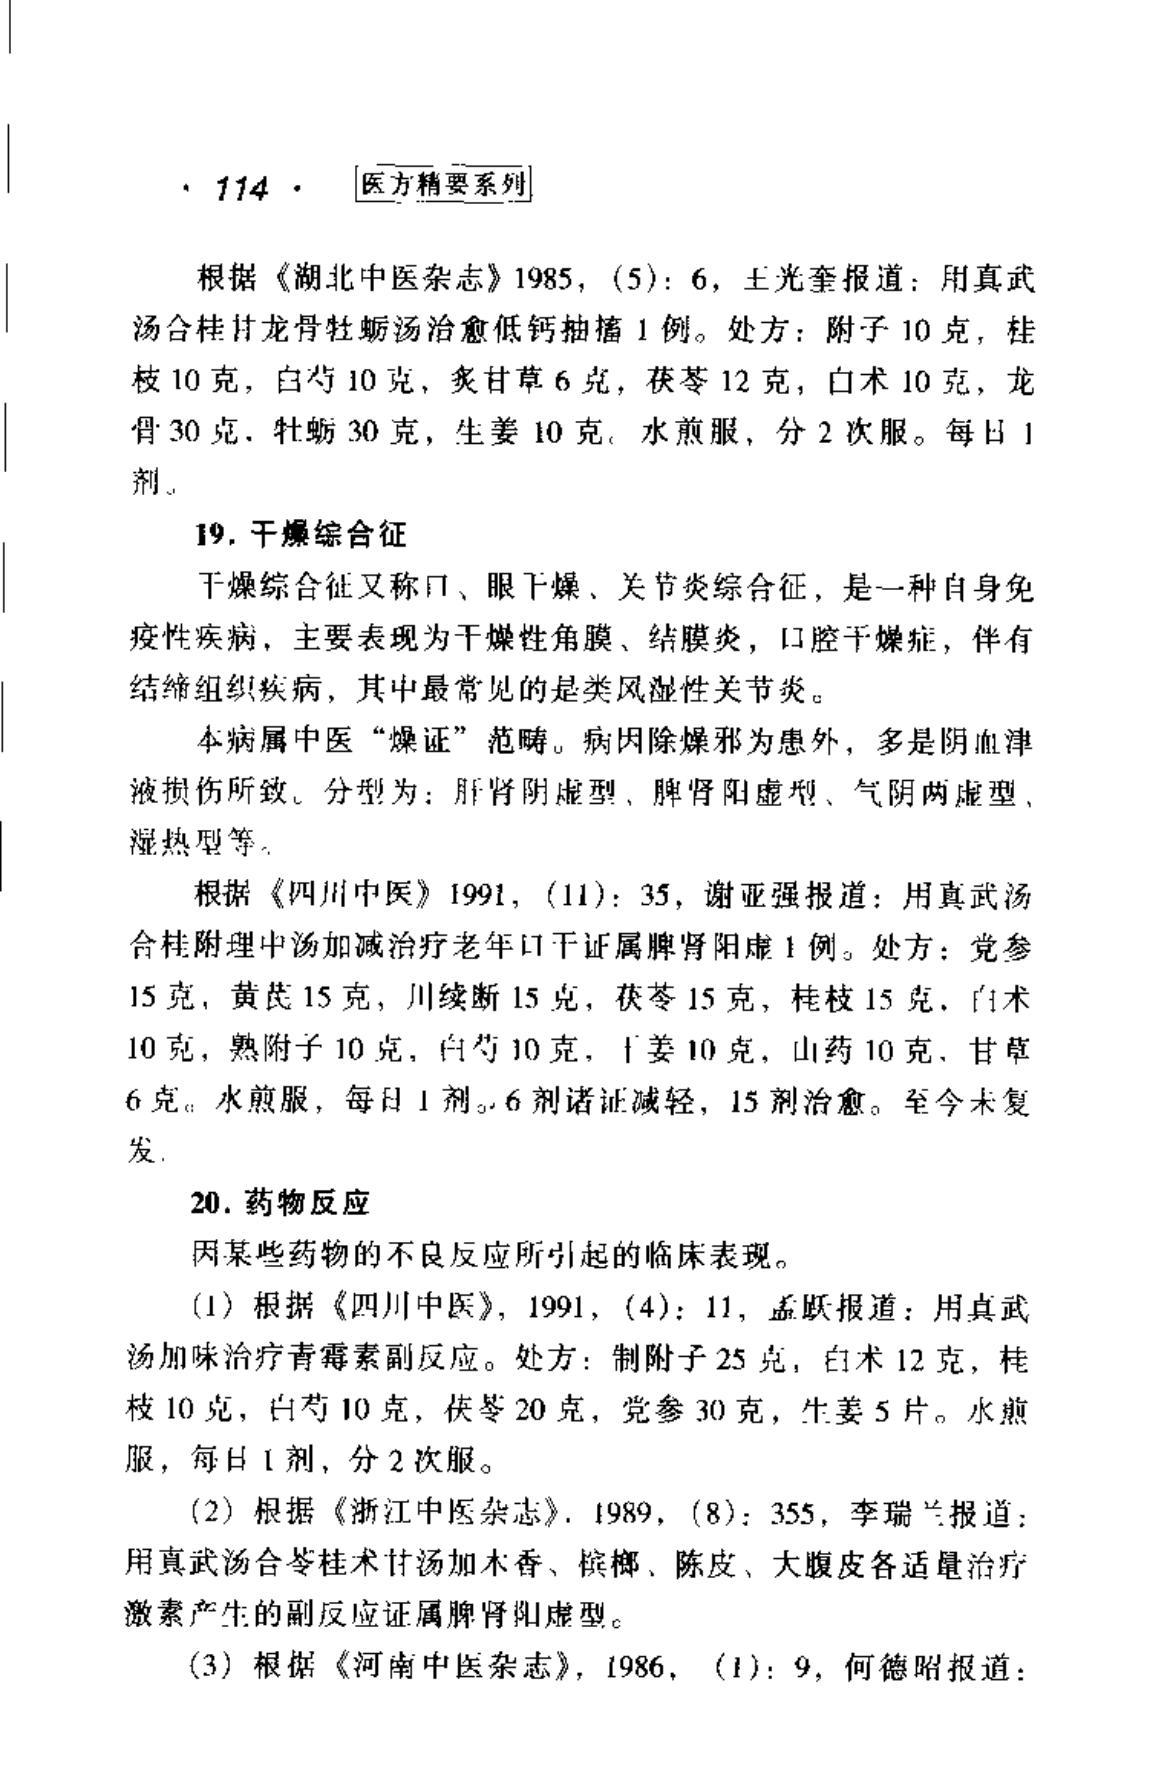 · 114 · 医方精要系列
根据《湖北中医杂志》1985，（5）：6，王光奎报道：用真武
汤合桂甘龙骨牡蛎汤治愈低钙抽搐 1 例。处方：附子 10 克，桂
枝 10 克，白芍 10 克，炙甘草 6 克，茯苓 12 克，白术 10 克，龙
骨 30 克，牡蛎 30 克，生姜 10 克。水煎服，分 2 次服。每日 1
剂。
19. 干燥综合征
干燥综合征又称口、眼干燥、关节炎综合征，是一种自身免
疫性疾病，主要表现为干燥性角膜、结膜炎，口腔干燥症，伴有
结缔组织疾病，其中最常见的是类风湿性关节炎。
本病属中医“燥证”范畴。病因除燥邪为患外，多是阴血津
液损伤所致。分型为：肝肾阴虚型、脾肾阳虚型、气阴两虚型、
湿热型等。
根据《四川中医》1991，（11）：35，谢亚强报道：用真武汤
合桂附理中汤加减治疗老年口干证属脾肾阳虚 1 例。处方：党参
15 克，黄芪 15 克，川续断 15 克，茯苓 15 克，桂枝 15 克，白术
10 克，熟附子 10 克，白芍 10 克，干姜 10 克，山药 10 克，甘草
6 克。水煎服，每日 1 剂。6 剂诸证减轻，15 剂治愈。至今未复
发。
20. 药物反应
因某些药物的不良反应所引起的临床表现。
（1）根据《四川中医》，1991，（4）：11，孟跃报道：用真武
汤加味治疗青霉素副反应。处方：制附子 25 克，白术 12 克，桂
枝 10 克，白芍 10 克，茯苓 20 克，党参 30 克，生姜 5 片。水煎
服，每日 1 剂，分 2 次服。
（2）根据《浙江中医杂志》，1989，（8）：355，李瑞兰报道：
用真武汤合苓桂术甘汤加木香、槟榔、陈皮、大腹皮各适量治疗
激素产生的副反应证属脾肾阳虚型。
（3）根据《河南中医杂志》，1986，（1）：9，何德昭报道：